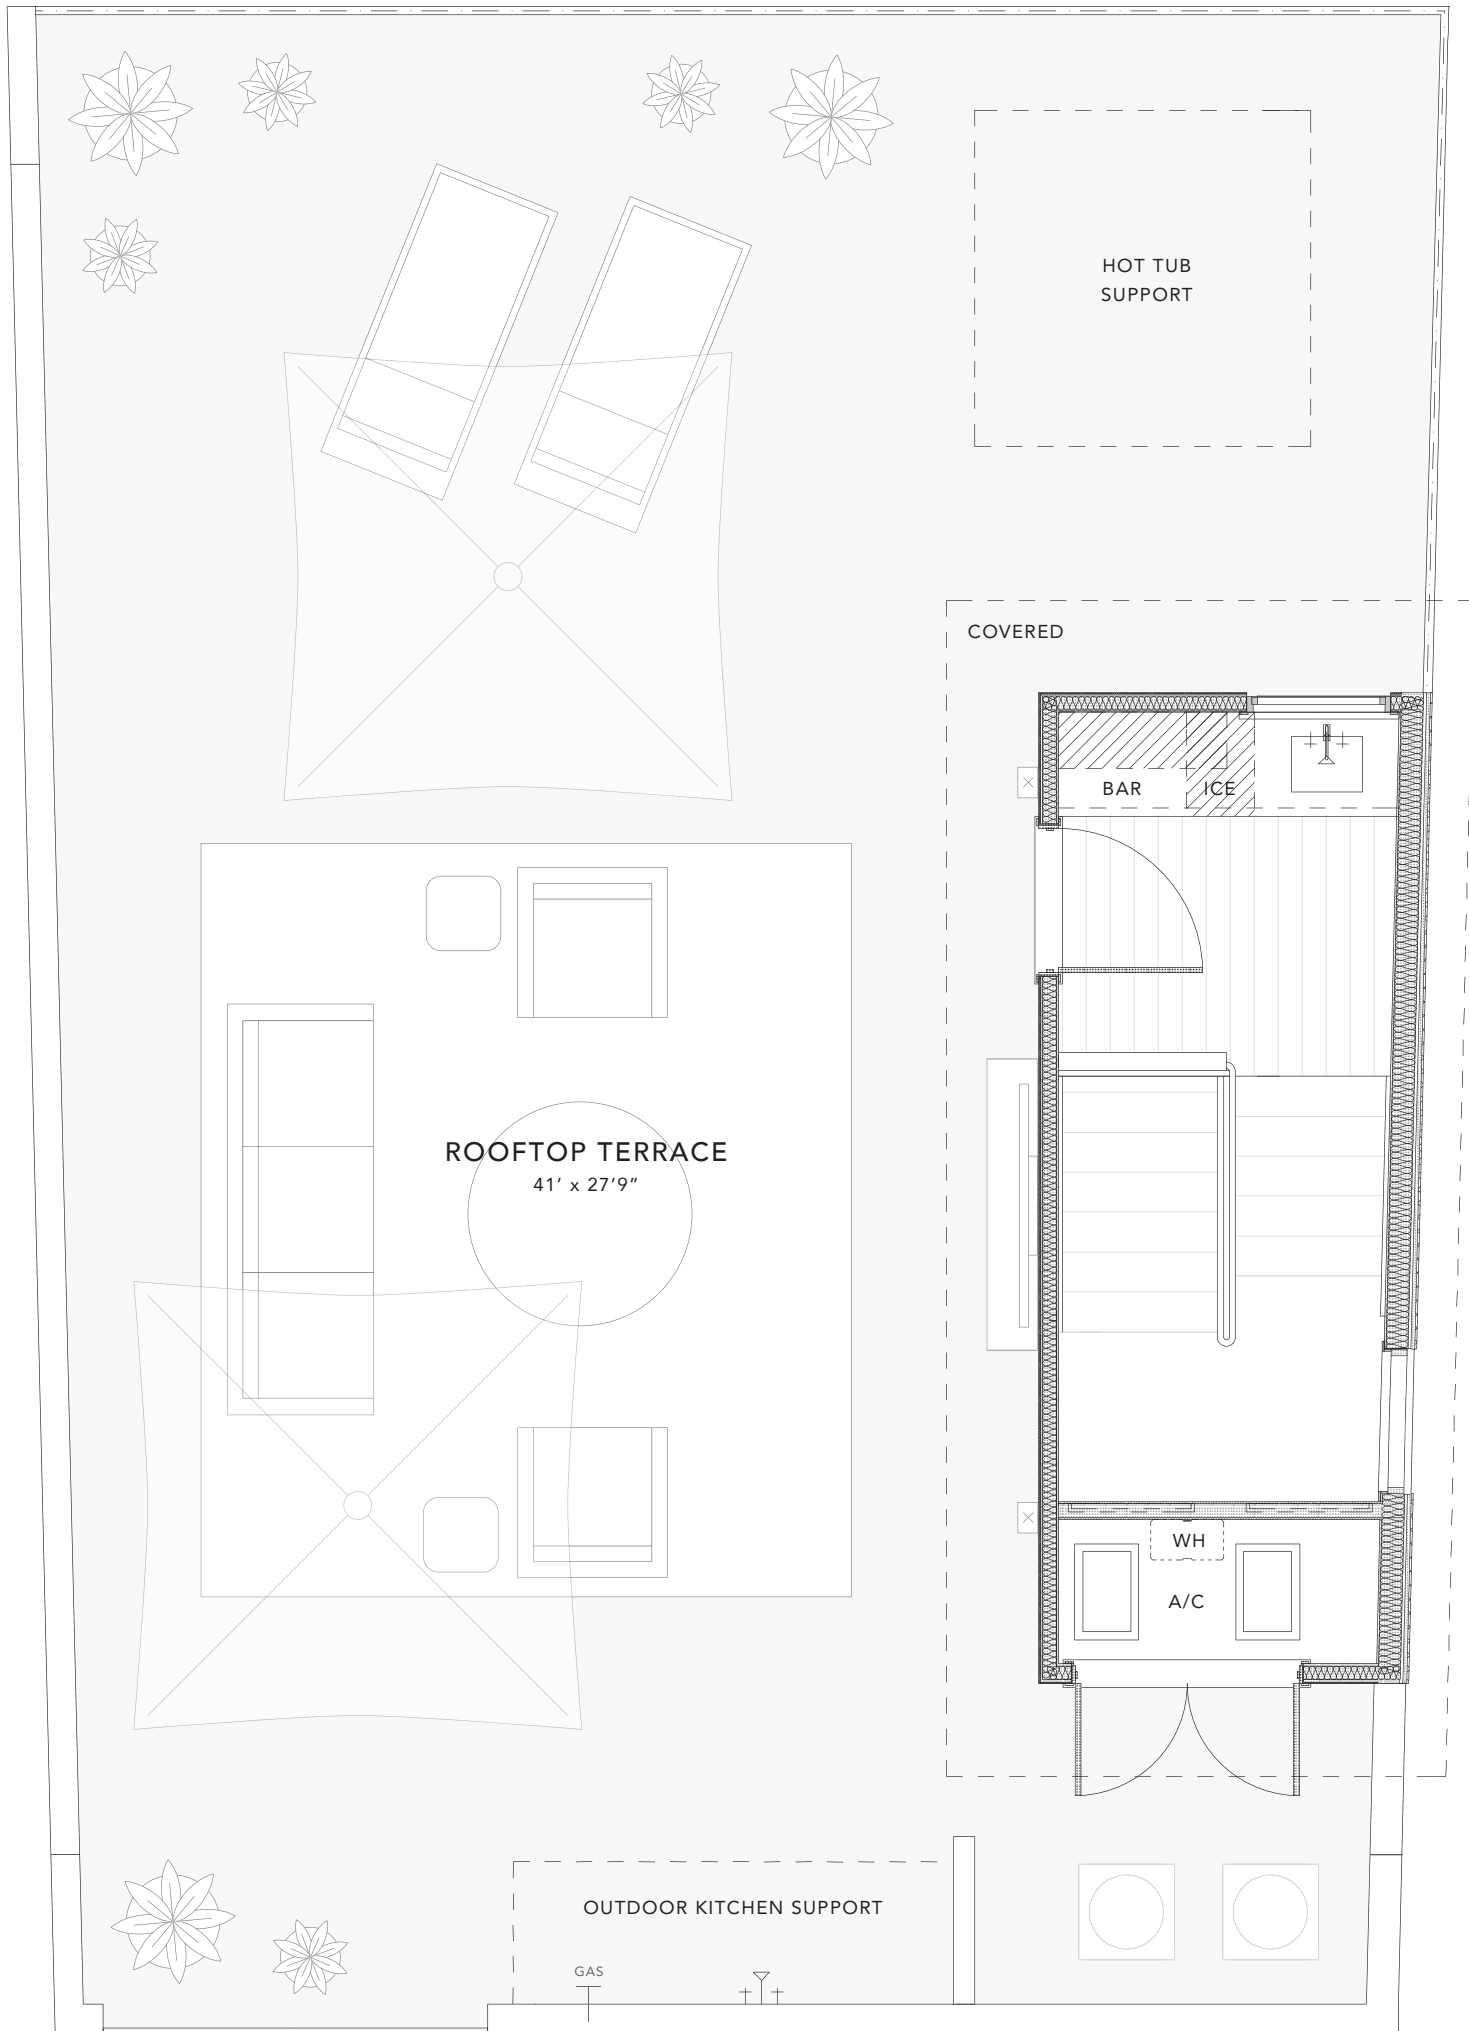 HOT TUB
SUPPORT
COVERED
BAR
ICE
ROOFTOP TERRACE
41’ x 27’9”
WH
A/C
OUTDOOR KITCHEN SUPPORT
GAS